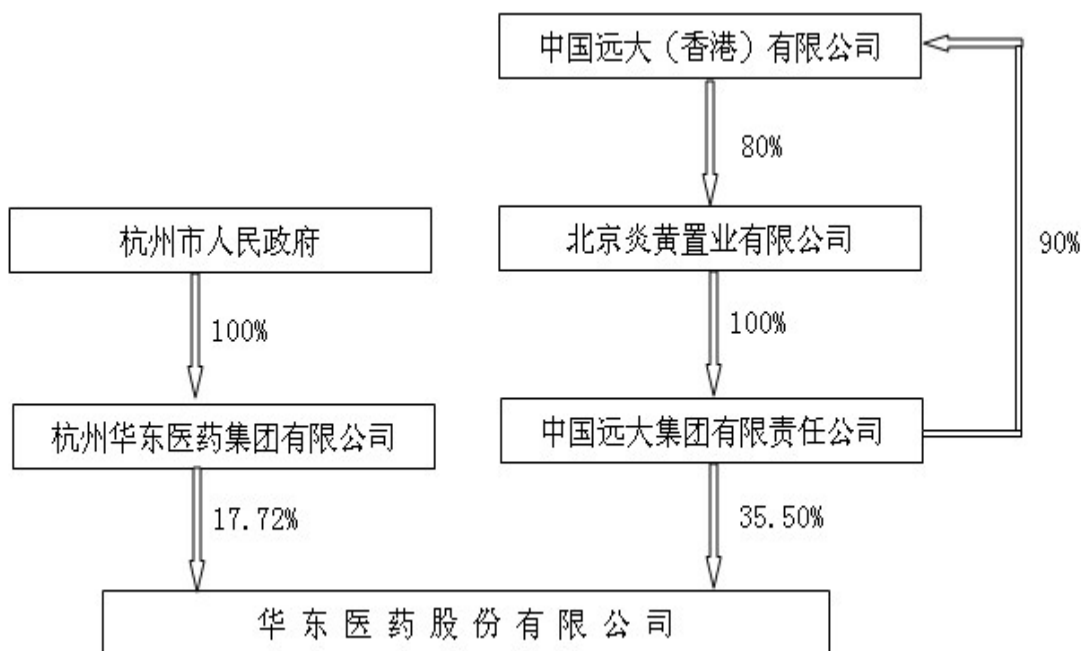 中国远大（香港）有限公司
80%
杭州市人民政府
北京炎黄置业有限公司
90%
100%
100%
杭州华东医药集团有限公司
中国远大集团有限责任公司
17.72%
35.50%
华东医药股份有限公司